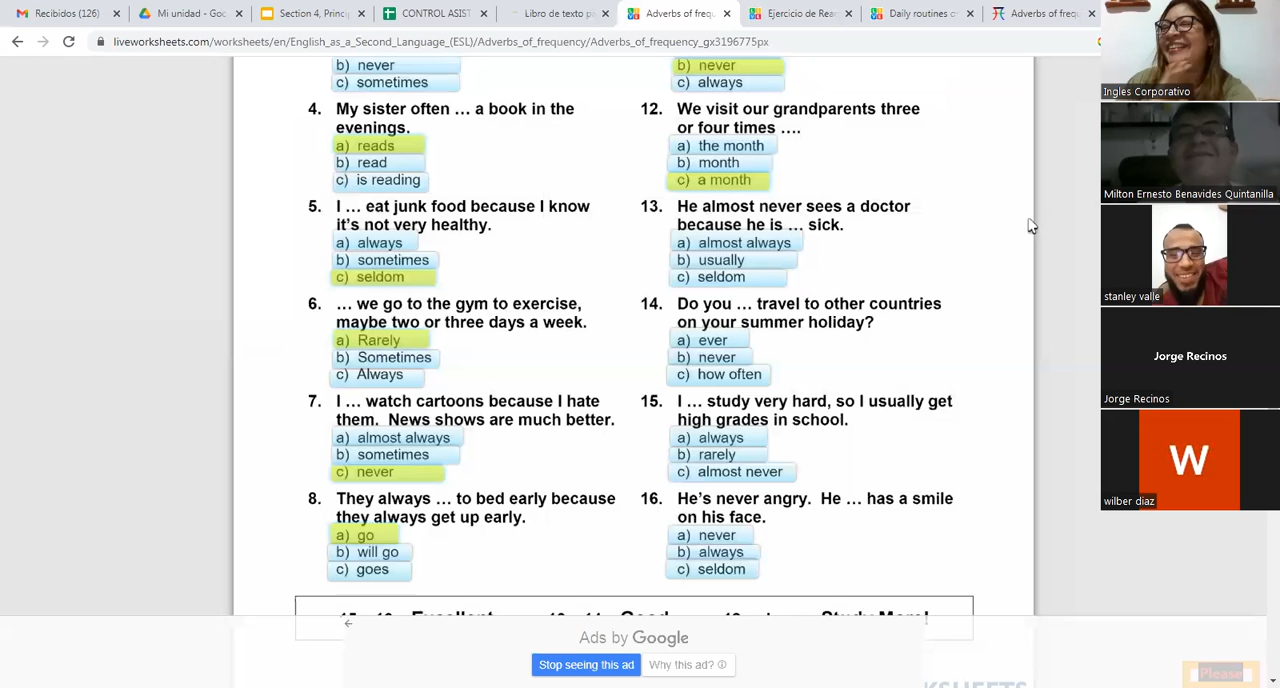 Recibidos (126)
Mi unidad - Goo
Section 4, Princi
CONTROL ASIST
Libro de texto pi
Adverbs of frequ
Ejercicio de Rea
Daily routines c
Adverbs of frequ
liveworksheets.com/worksheets/en/English_as_a_Second_Language_(ESL)/Adverbs_of_frequency/Adverbs_of_frequency_gx3196775px
b) never
c) sometimes
4. My sister often … a book in the
evenings.
a) reads
b) read
c) is reading
5. I … eat junk food because I know
it's not very healthy.
a) always
b) sometimes
c) seldom
6. … we go to the gym to exercise,
maybe two or three days a week.
a) Rarely
b) Sometimes
c) Always
7. I … watch cartoons because I hate
them. News shows are much better.
a) almost always
b) sometimes
c) never
8. They always … to bed early because
they always get up early.
a) go
b) will go
c) goes
b) never
c) always
12. We visit our grandparents three
or four times ….
a) the month
b) month
c) a month
13. He almost never sees a doctor
because he is … sick.
a) almost always
b) usually
c) seldom
14. Do you … travel to other countries
on your summer holiday?
a) ever
b) never
c) how often
15. I … study very hard, so I usually get
high grades in school.
a) always
b) rarely
c) almost never
16. He's never angry. He … has a smile
on his face.
a) never
b) always
c) seldom
Excellent
Good
Study More!
Ads by Google
Stop seeing this ad
Why this ad?
Please
Ingles Corporativo
Milton Ernesto Benavides Quintanilla
stanley valle
Jorge Recinos
Jorge Recinos
W
wilber diaz